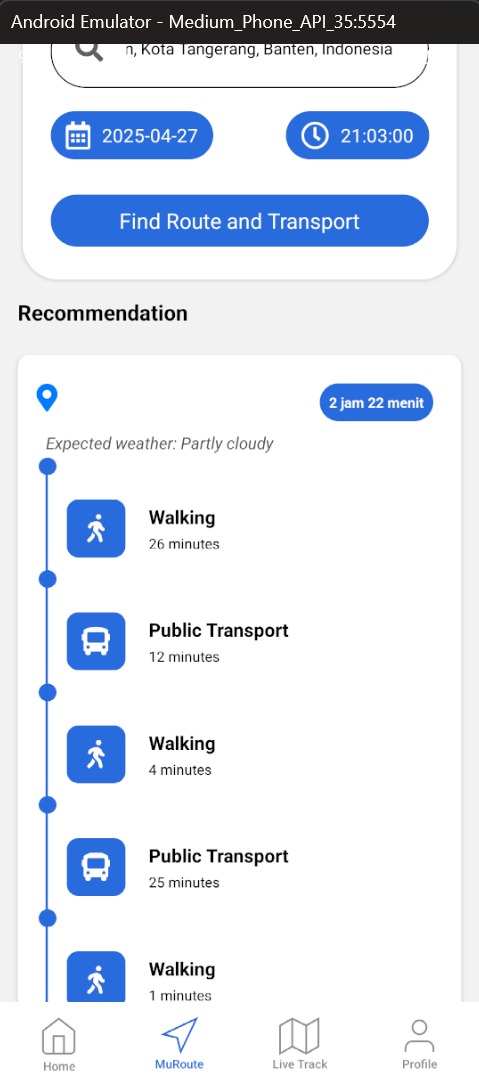 Android Emulator - Medium_Phone_API_35:5554
n, Kota Tangerang, Banten, Indonesia
2025-04-27
21:03:00
Find Route and Transport
Recommendation
2 jam 22 menit
Expected weather: Partly cloudy
Walking
26 minutes
Public Transport
12 minutes
Walking
4 minutes
Public Transport
25 minutes
Walking
1 minutes
Home
MuRoute
Live Track
Profile